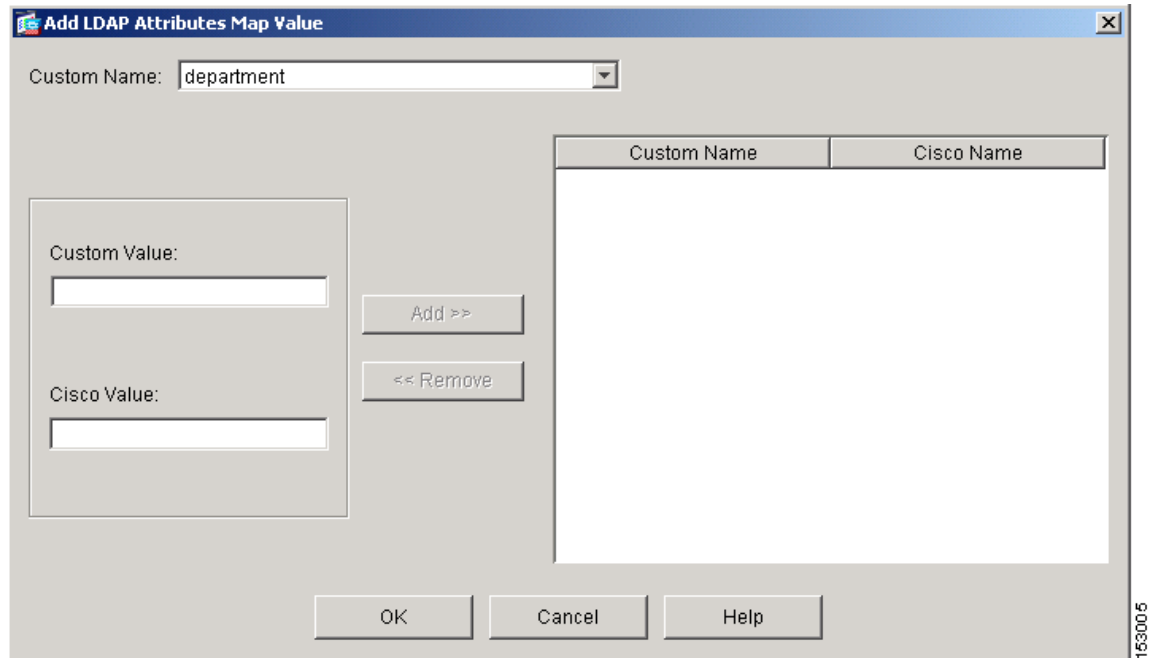 Add LDAP Attributes Map Value
Custom Name: department
Custom Name Cisco Name
Custom Value:
Add >>
<< Remove
Cisco Value:
OK Cancel Help
153005